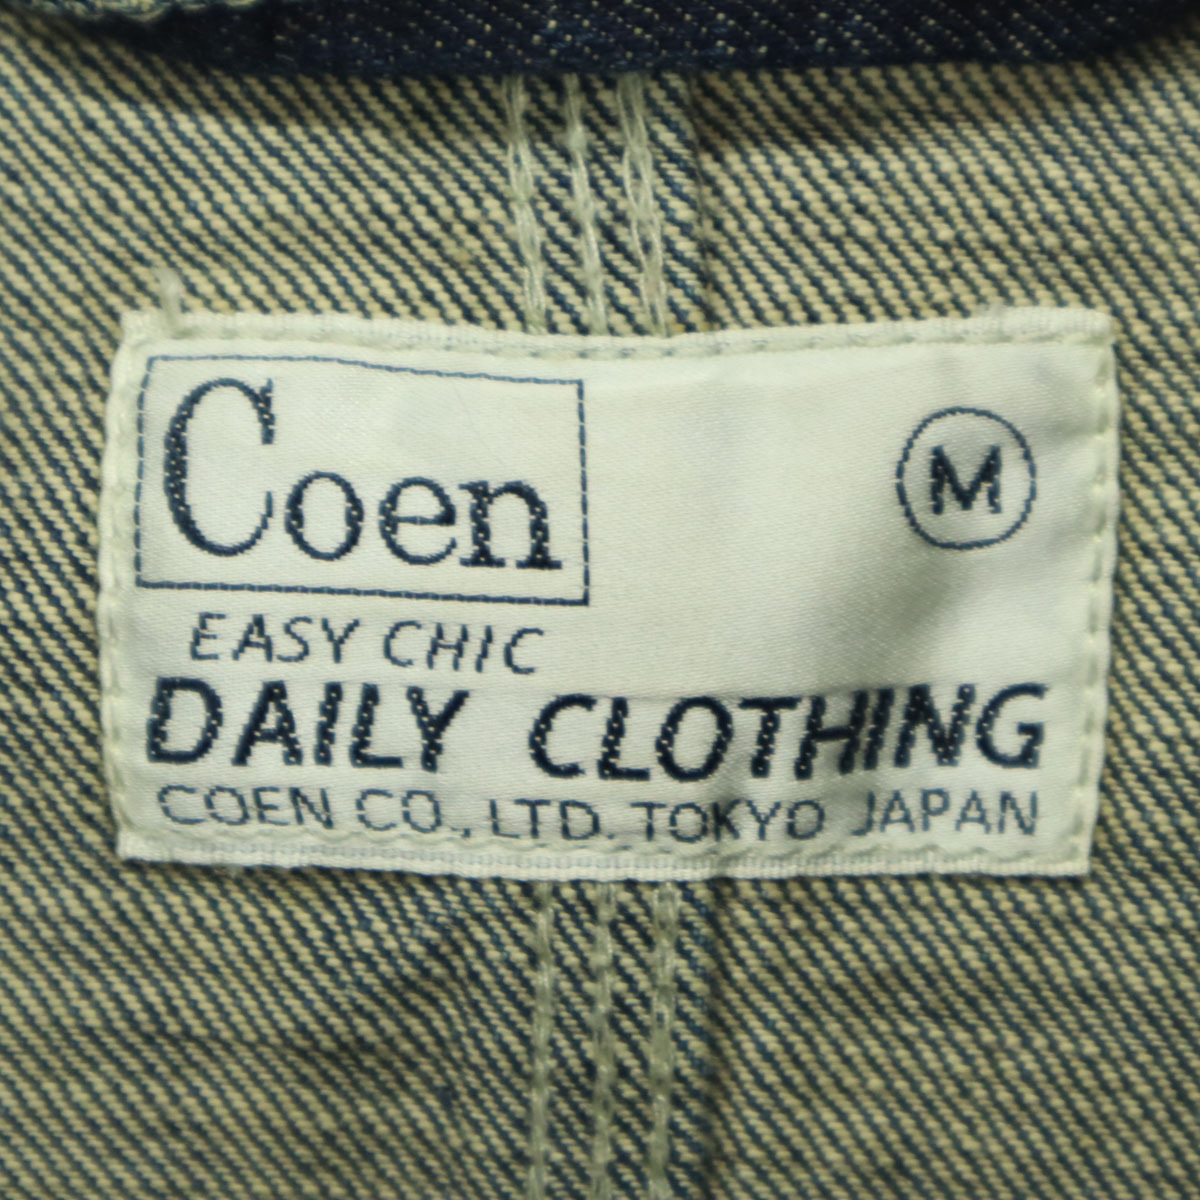 Coen
M
EASY CHIC
DAILY CLOTHING
COEN CO., LTD. TOKYO JAPAN